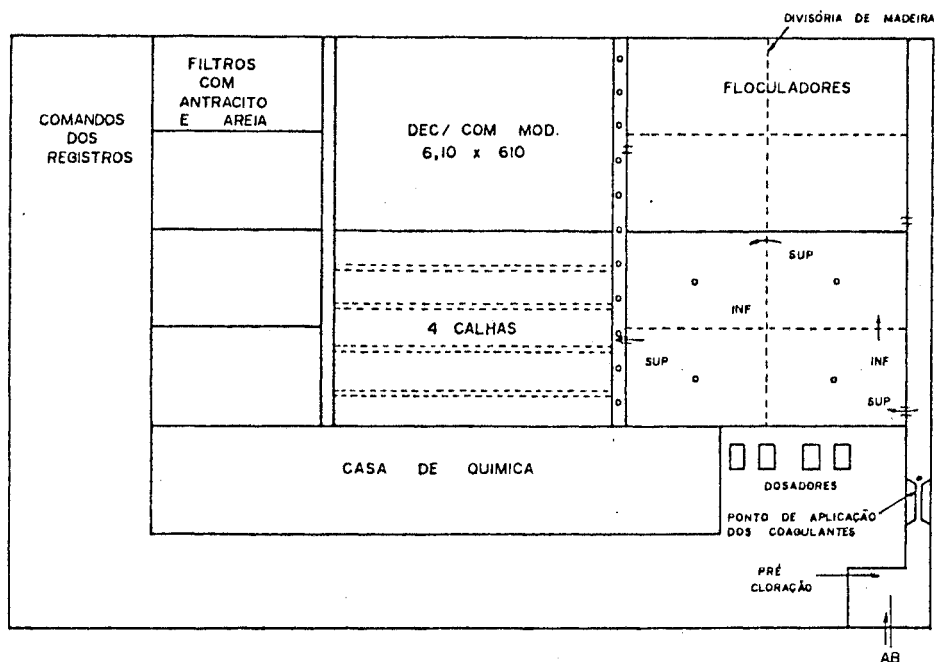 DIVISÓRIA DE MADEIRA
FILTROS
COM
ANTRACITO
E AREIA
FLOCULADORES
COMANDOS
DOS
REGISTROS
DEC/ COM MOD.
6,10 x 610
SUP
INF
4 CALHAS
SUP
INF
SUP
CASA DE QUIMICA
DOSADORES
PONTO DE APLICAÇÃO
DOS COAGULANTES
PRÉ
CLORAÇÃO
AB